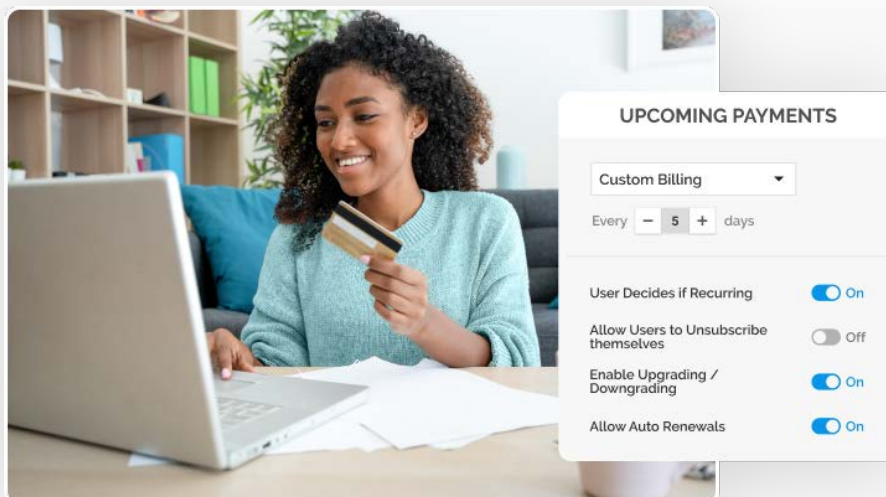 UPCOMING PAYMENTS
Custom Billing
Every − 5 + days
User Decides if Recurring On
Allow Users to Unsubscribe
themselves Off
Enable Upgrading /
Downgrading On
Allow Auto Renewals On